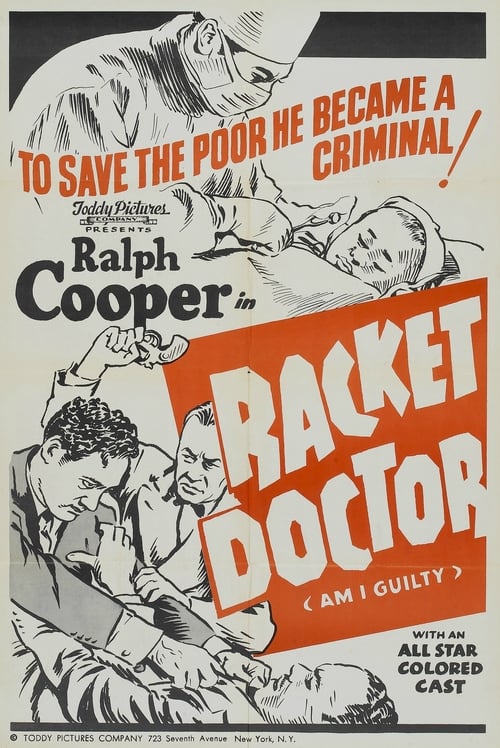 TO SAVE THE POOR HE BECAME A
CRIMINAL!
Toddy Pictures
COMPANY
PRESENTS
Ralph
Cooper in
RACKET
DOCTOR
(AM I GUILTY)
WITH AN
ALL STAR
COLORED
CAST
© TODDY PICTURES COMPANY 723 Seventh Avenue New York, N.Y.